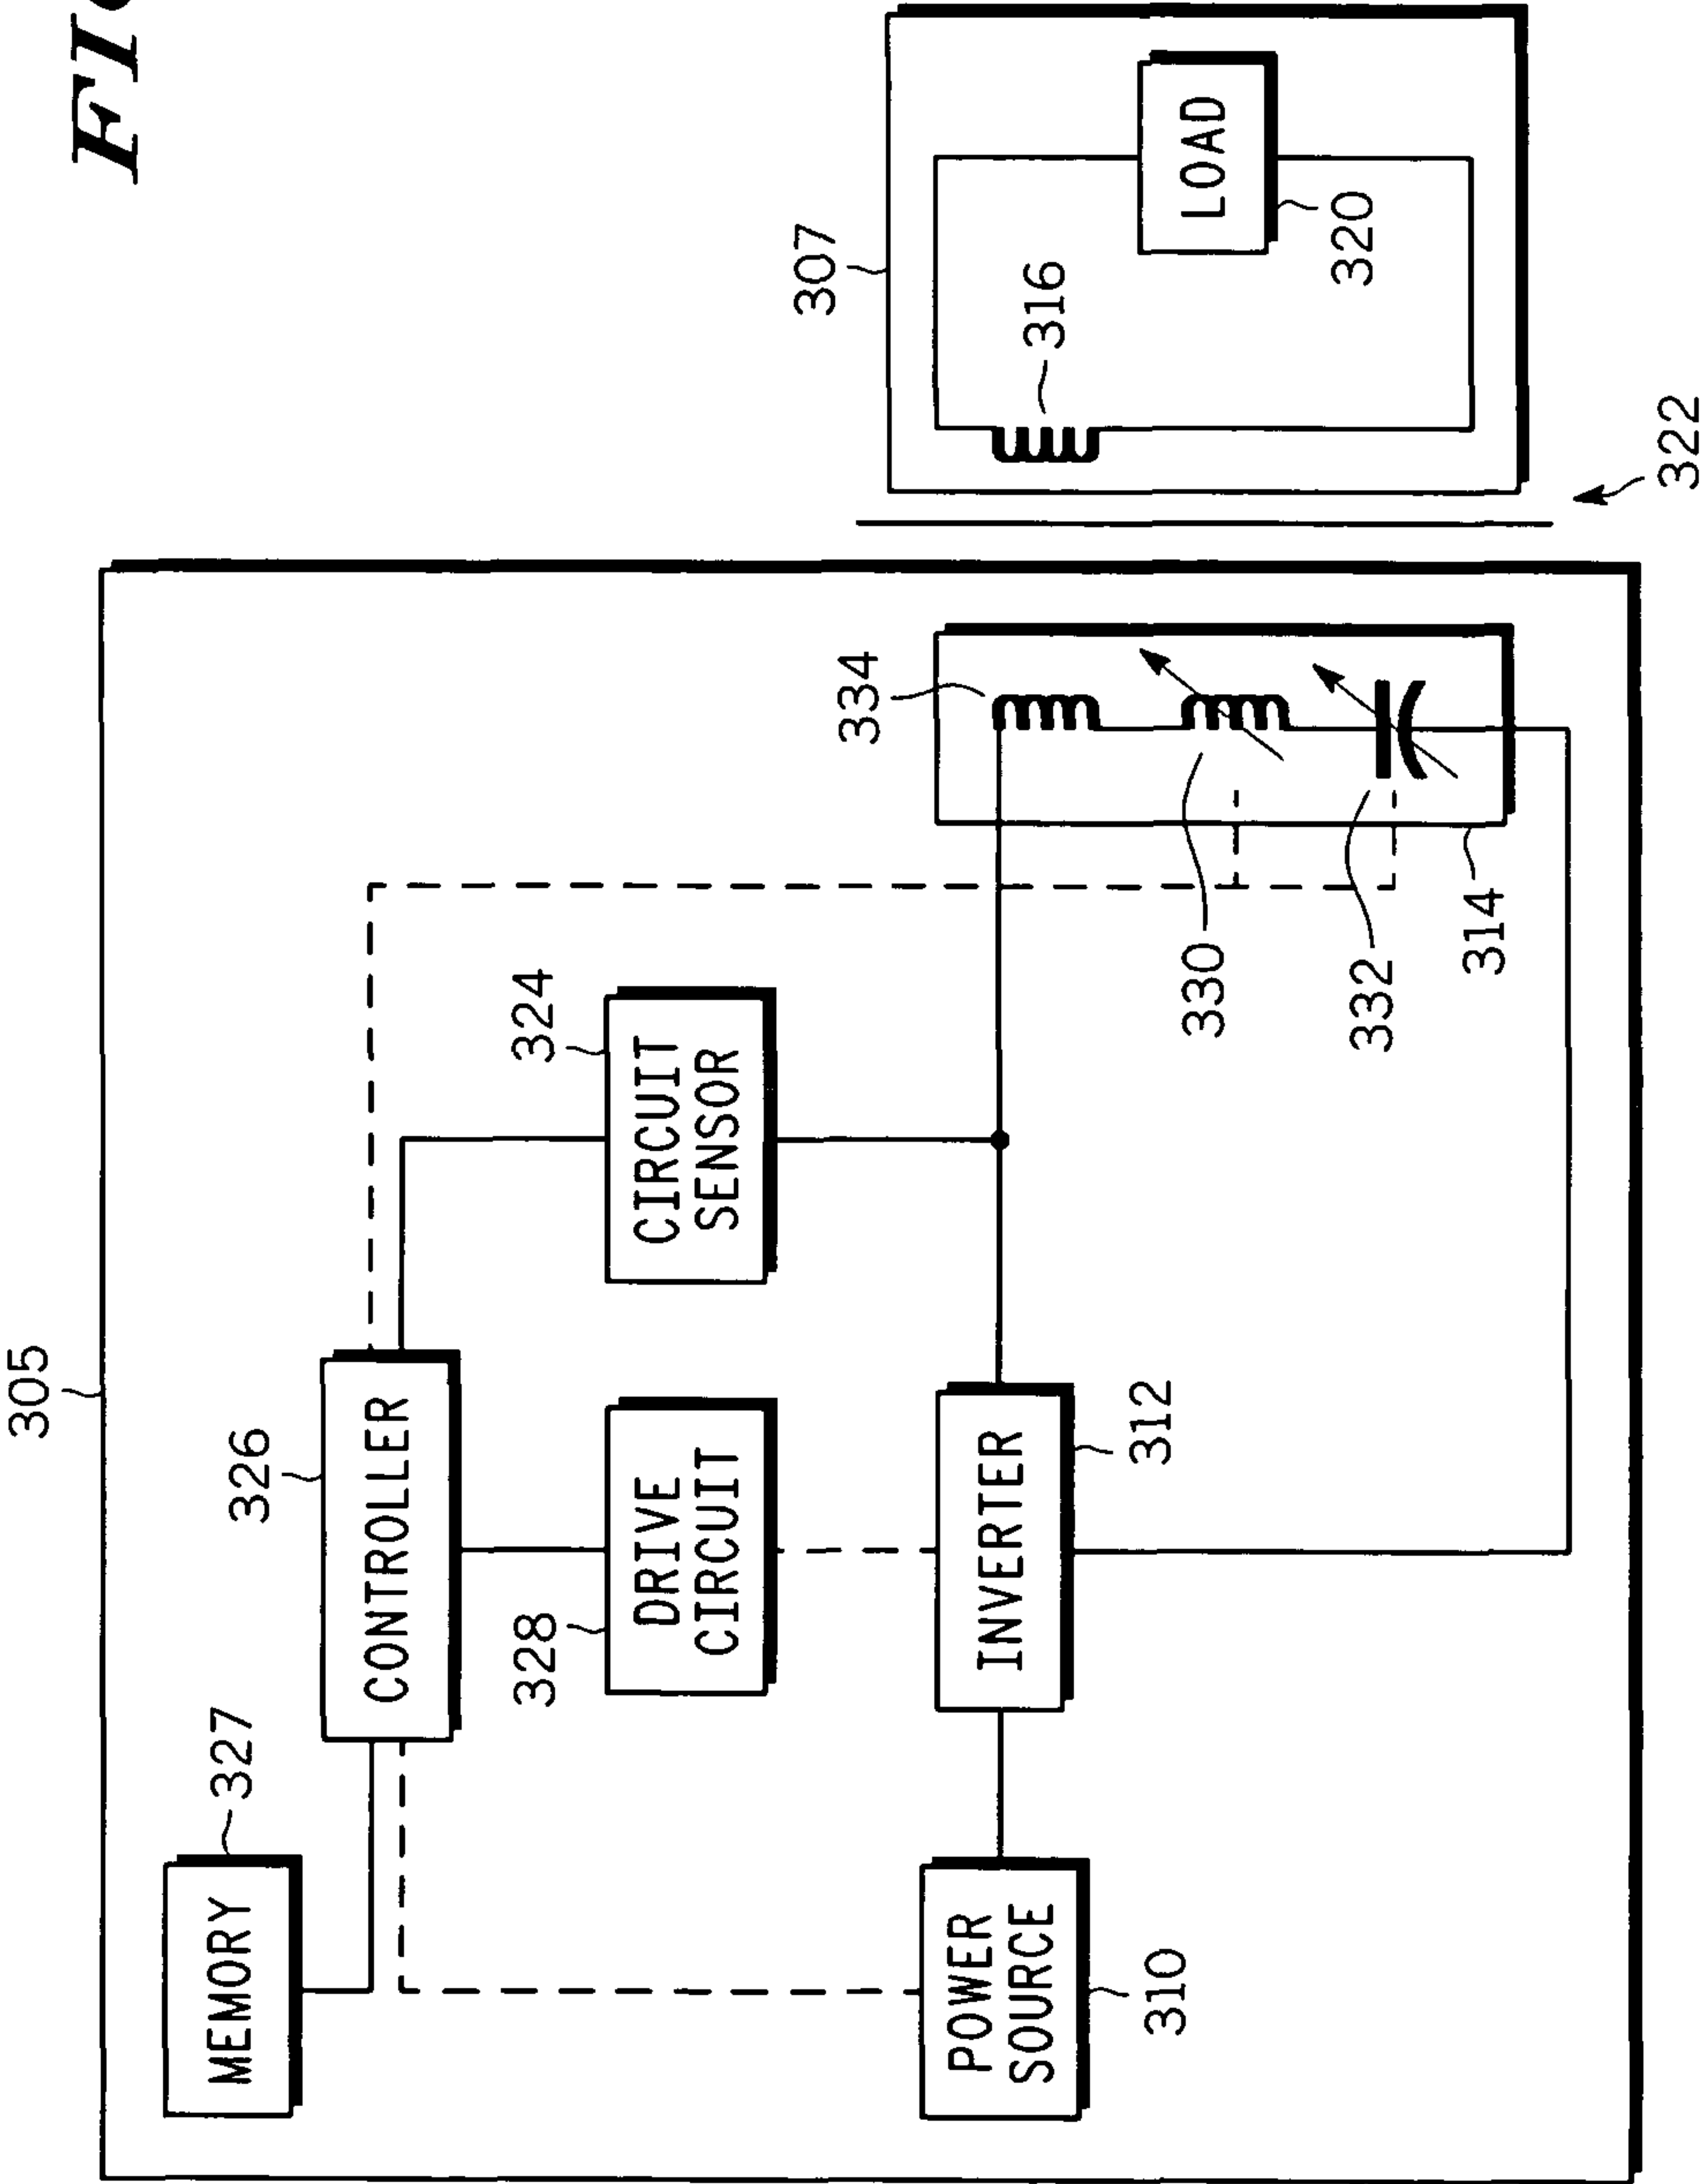 305
FIG
MEMORY
327
326
CONTROLLER
328
DRIVE
CIRCUIT
324
CIRCUIT
SENSOR
307
334
POWER
SOURCE
310
INVERTER
312
316
LOAD
320
330
332
314
322